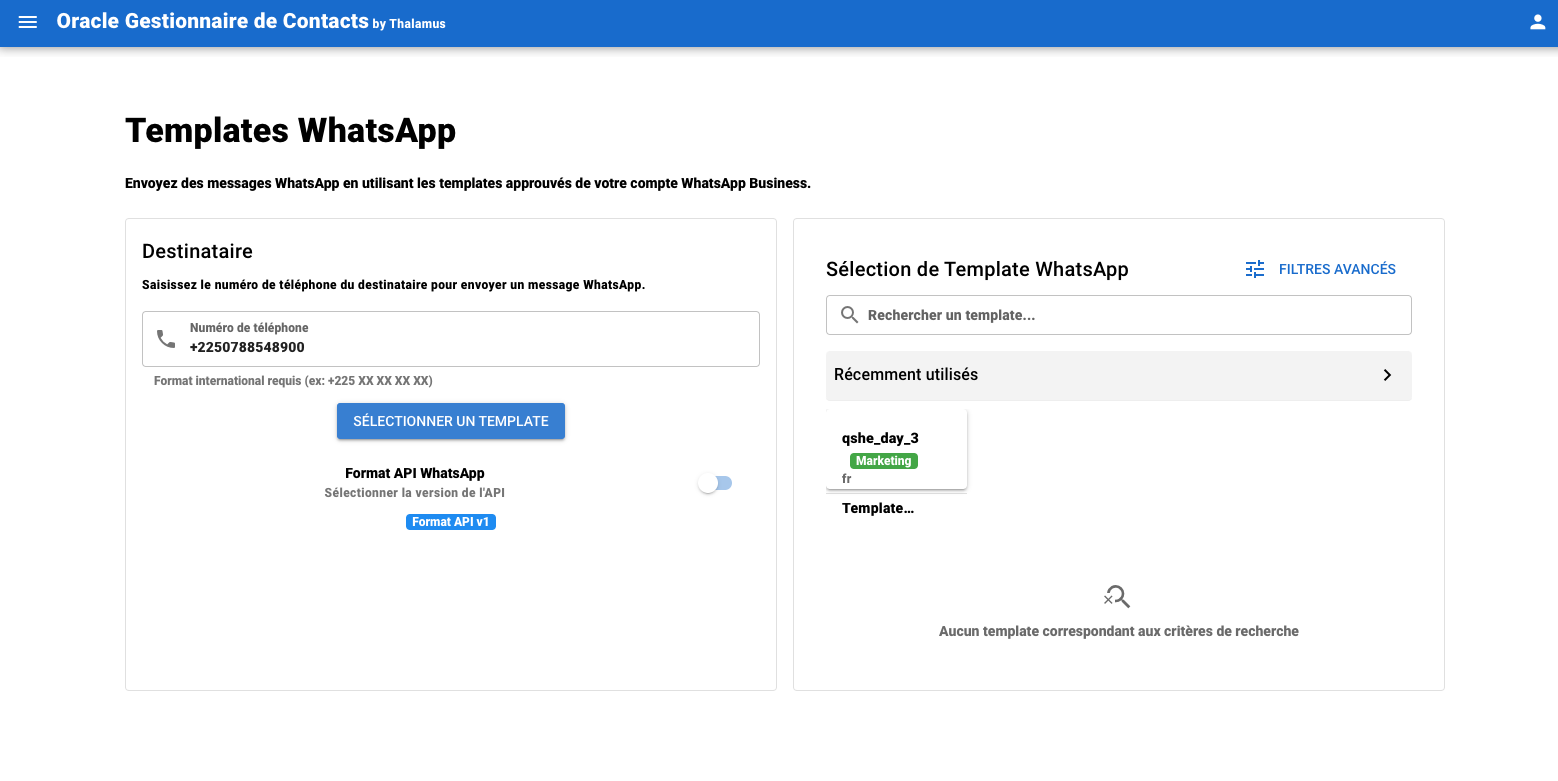 Oracle Gestionnaire de Contacts by Thalamus
Templates WhatsApp
Envoyez des messages WhatsApp en utilisant les templates approuvés de votre compte WhatsApp Business.
Destinataire
Saisissez le numéro de téléphone du destinataire pour envoyer un message WhatsApp.
Numéro de téléphone
+2250788548900
Format international requis (ex: +225 XX XX XX XX)
SÉLECTIONNER UN TEMPLATE
Format API WhatsApp
Sélectionner la version de l'API
Format API v1
Sélection de Template WhatsApp
FILTRES AVANCÉS
Rechercher un template...
Récemment utilisés
qshe_day_3
Marketing
fr
Template...
Aucun template correspondant aux critères de recherche